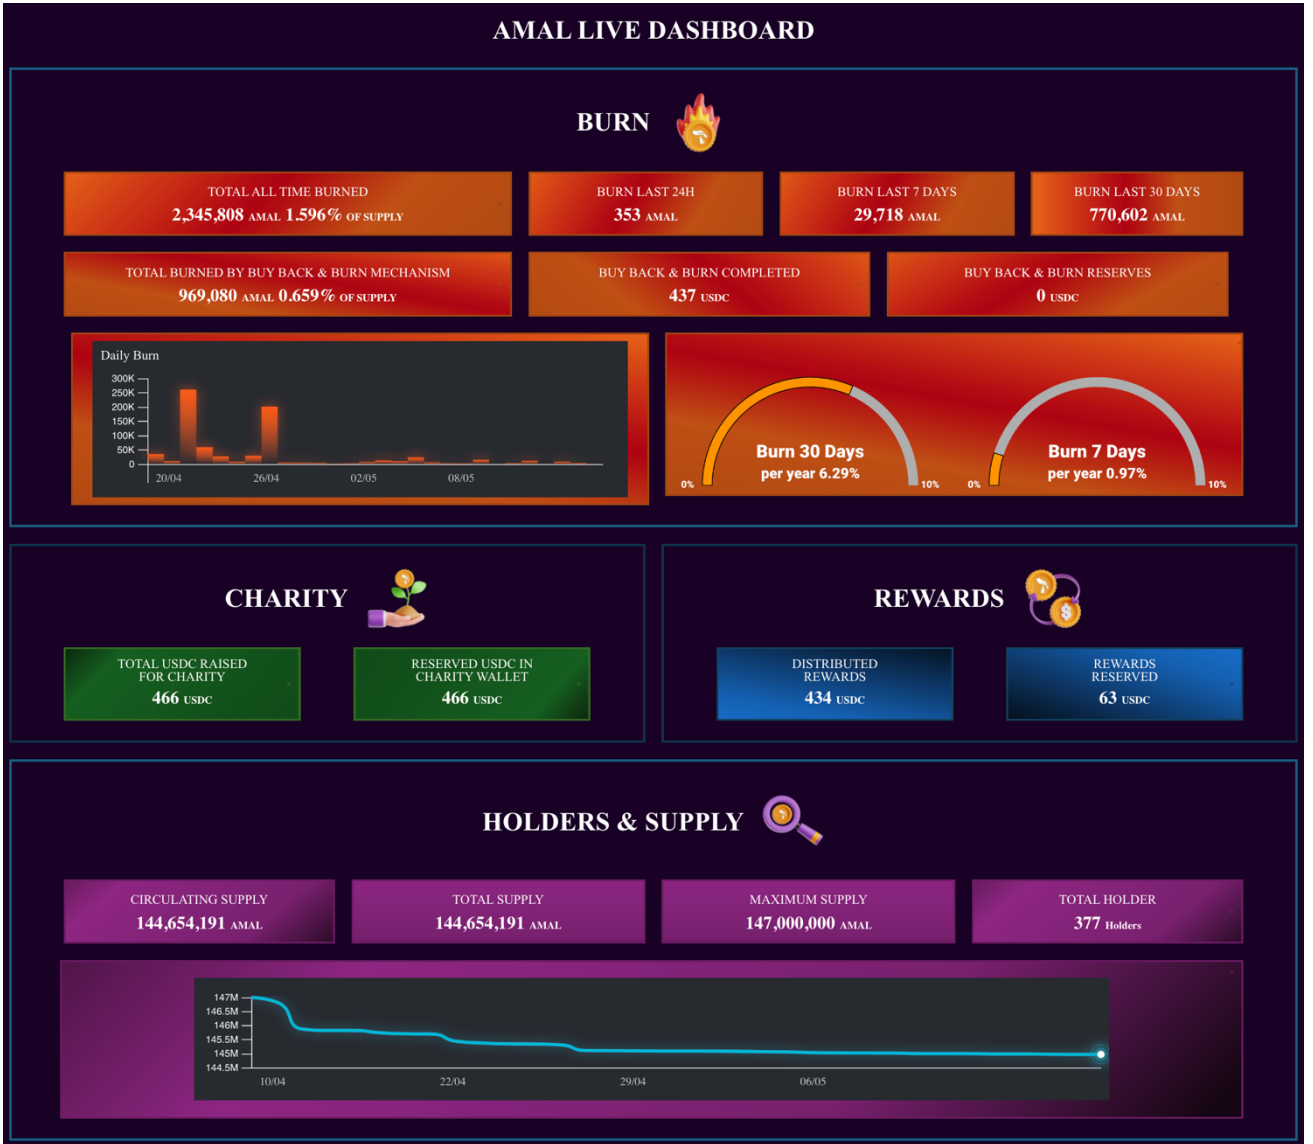 AMAL LIVE DASHBOARD
BURN
TOTAL ALL TIME BURNED
2,345,808 AMAL 1.596% OF SUPPLY
BURN LAST 24H
353 AMAL
BURN LAST 7 DAYS
29,718 AMAL
BURN LAST 30 DAYS
770,602 AMAL
TOTAL BURNED BY BUY BACK & BURN MECHANISM
969,080 AMAL 0.659% OF SUPPLY
BUY BACK & BURN COMPLETED
437 USDC
BUY BACK & BURN RESERVES
0 USDC
Daily Burn
300K
250K
200K
150K
100K
50K
0
20/04 26/04 02/05 08/05
Burn 30 Days
per year 6.29%
0% 10%
Burn 7 Days
per year 0.97%
0% 10%
CHARITY
TOTAL USDC RAISED
FOR CHARITY
466 USDC
RESERVED USDC IN
CHARITY WALLET
466 USDC
REWARDS
DISTRIBUTED
REWARDS
434 USDC
REWARDS
RESERVED
63 USDC
HOLDERS & SUPPLY
CIRCULATING SUPPLY
144,654,191 AMAL
TOTAL SUPPLY
144,654,191 AMAL
MAXIMUM SUPPLY
147,000,000 AMAL
TOTAL HOLDER
377 Holders
147M
146.5M
146M
145.5M
145M
144.5M
10/04 22/04 29/04 06/05